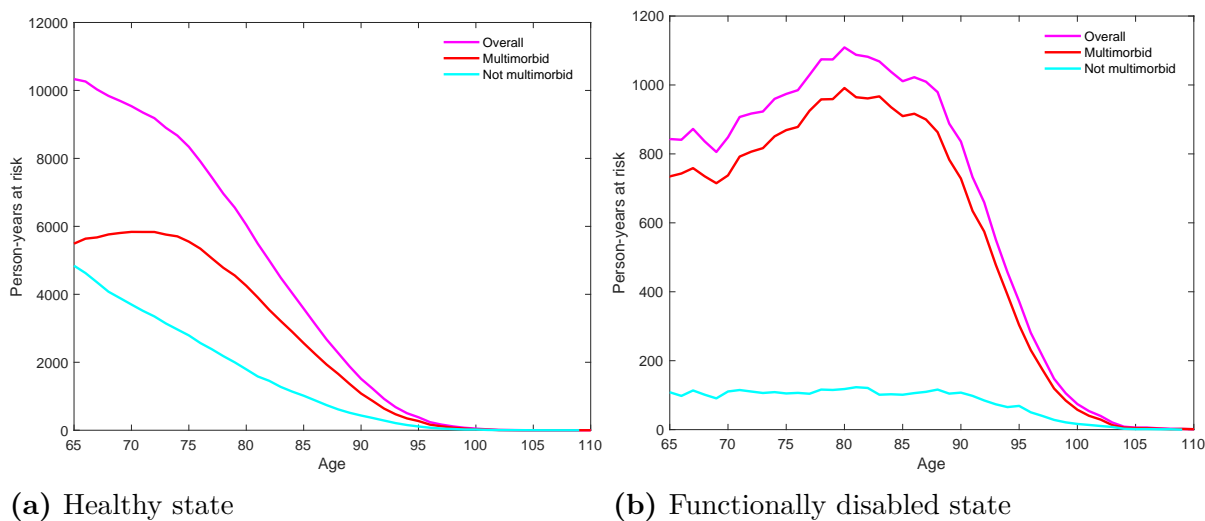 12000
10000
8000
6000
4000
2000
0
Person-years at risk
65 70 75 80 85 90 95 100 105 110
Age
Overall
Multimorbid
Not multimorbid
(a) Healthy state
1200
1000
800
600
400
200
0
Person-years at risk
65 70 75 80 85 90 95 100 105 110
Age
Overall
Multimorbid
Not multimorbid
(b) Functionally disabled state